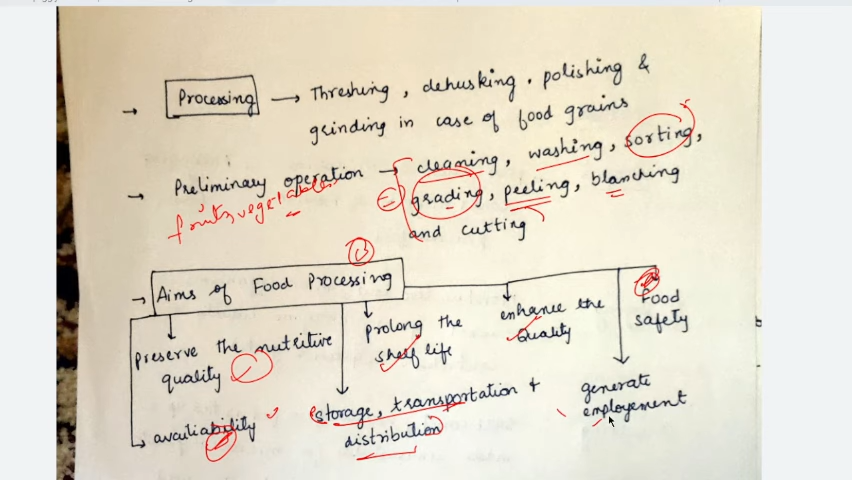 → Processing → Threshing, dehusking, polishing &
grinding in case of food grains
→ Preliminary operation → cleaning, washing, sorting,
fruits, vegetables
grading, peeling, blanching
and cutting
→ Aims of Food Processing
preserve the nutritive
quality
availability
storage, transportation +
distribution
prolong the
shelf life
enhance the
quality
generate
employement
Food
safety